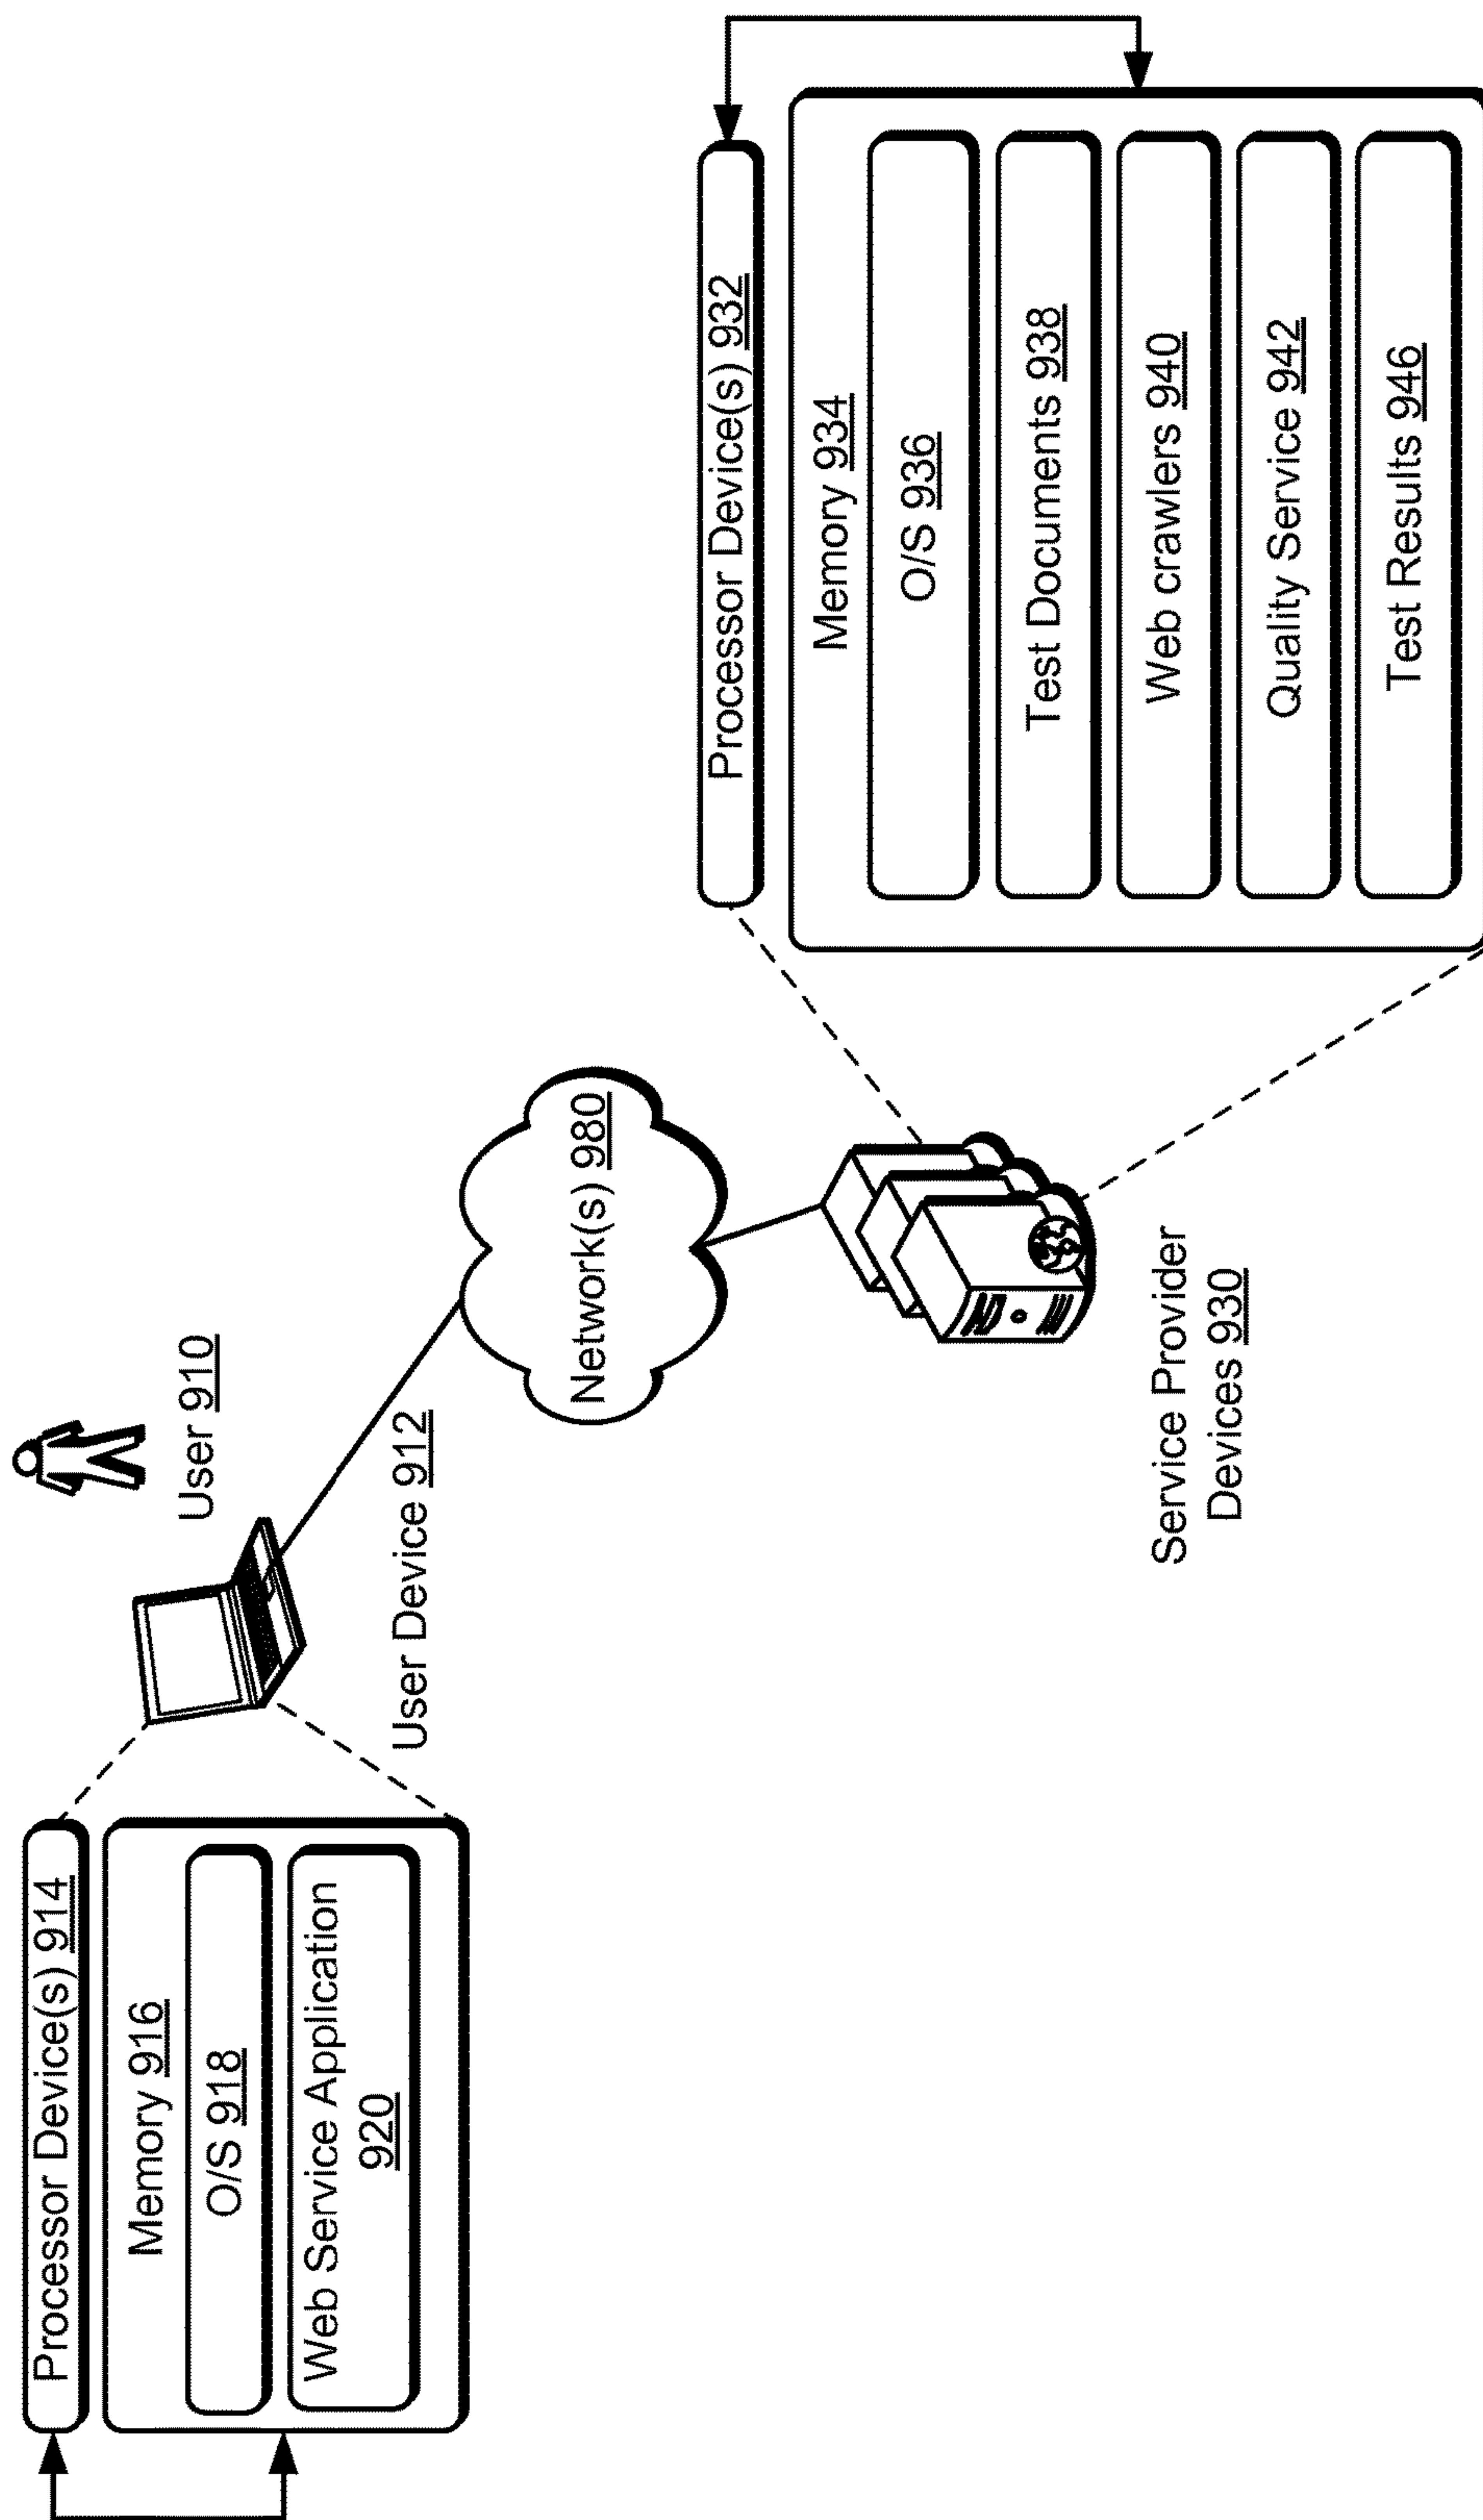 Processor Device(s) 914
Memory 916
O/S 918
Web Service Application
920
User 910
User Device 912
Network(s) 980
Service Provider
Devices 930
Processor Device(s) 932
Memory 934
O/S 936
Test Documents 938
Web crawlers 940
Quality Service 942
Test Results 946